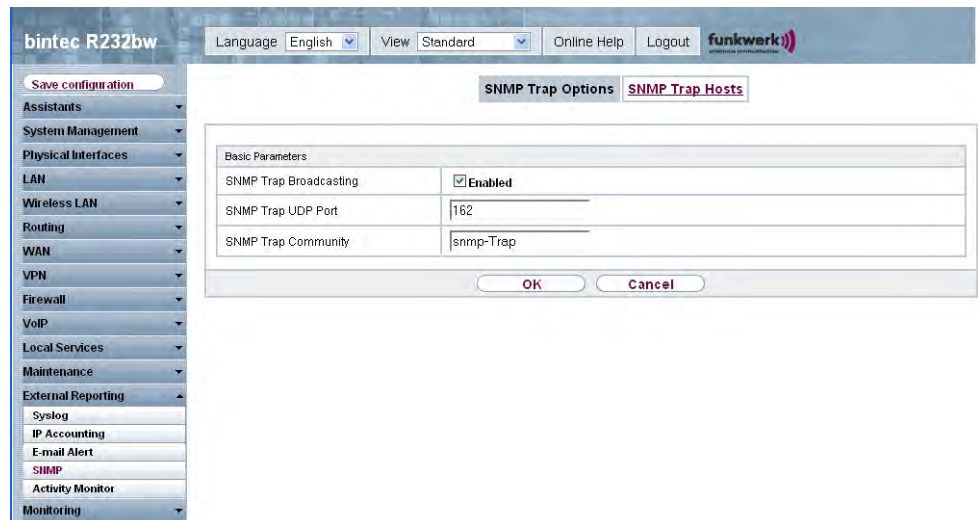 bintec R232bw
Language English View Standard Online Help Logout funkwerk
Save configuration
Assistants
System Management
Physical Interfaces
LAN
Wireless LAN
Routing
WAN
VPN
Firewall
VoIP
Local Services
Maintenance
External Reporting
Syslog
IP Accounting
E-mail Alert
SNMP
Activity Monitor
Monitoring
SNMP Trap Options SNMP Trap Hosts
Basic Parameters
SNMP Trap Broadcasting Enabled
SNMP Trap UDP Port 162
SNMP Trap Community snmp-Trap
OK Cancel